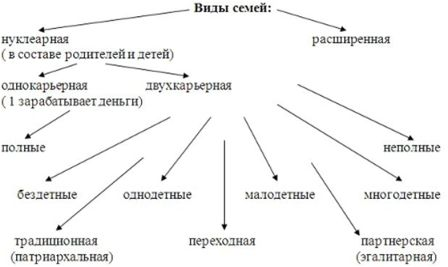 Виды семей:
нуклеарная расширенная
( в составе родителей и детей)
однокарьерная двухкарьерная
( 1 зарабатывает деньги)
полные неполные
бездетные однодетные малодетные многодетные
традиционная переходная партнерская
(патриархальная) (эгалитарная)